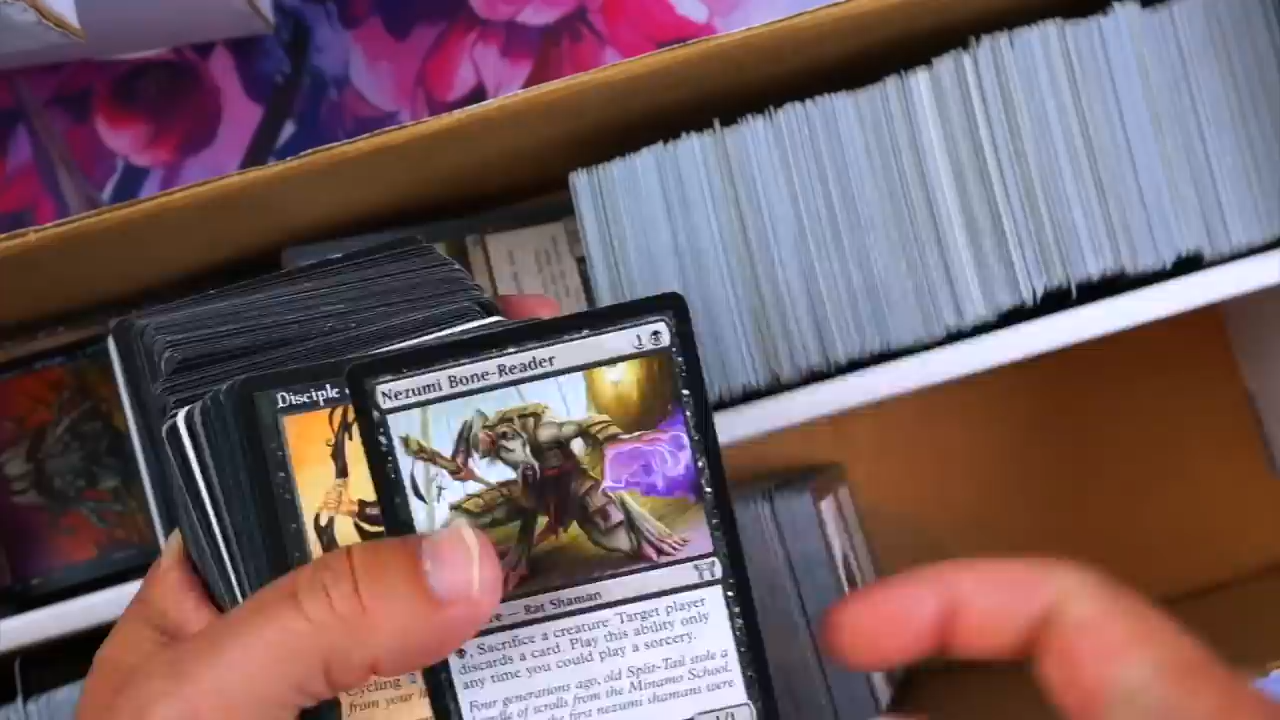 Nezumi Bone-Reader
1
Disciple
re — Rat Shaman
, Sacrifice a creature: Target player
discards a card. Play this ability only
any time you could play a sorcery.
Four generations ago, old Split-Tail stole a
of scrolls from the Minamo School.
first nezumi shamans were
1/1
Cycling
from your